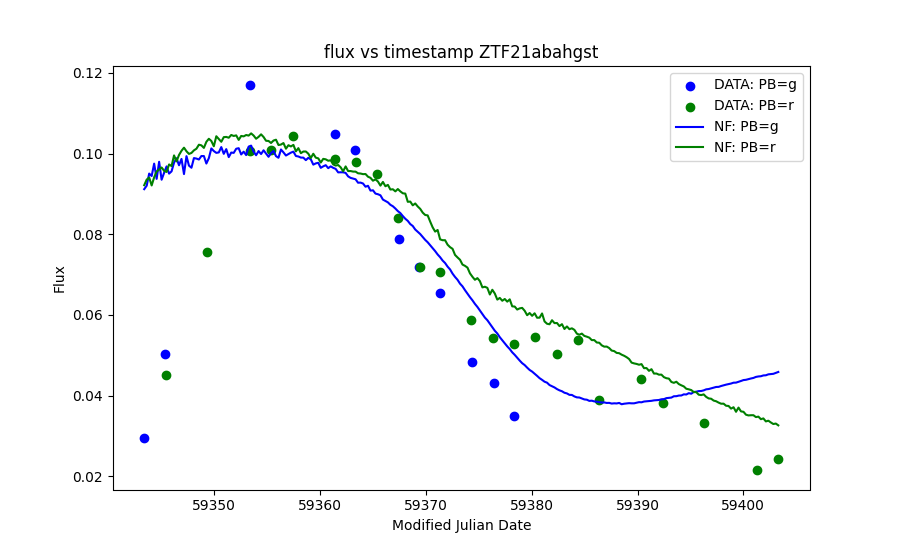 flux vs timestamp ZTF21abahgst
DATA: PB=g
DATA: PB=r
NF: PB=g
NF: PB=r
0.12
0.10
0.08
0.06
0.04
0.02
Flux
59350 59360 59370 59380 59390 59400
Modified Julian Date